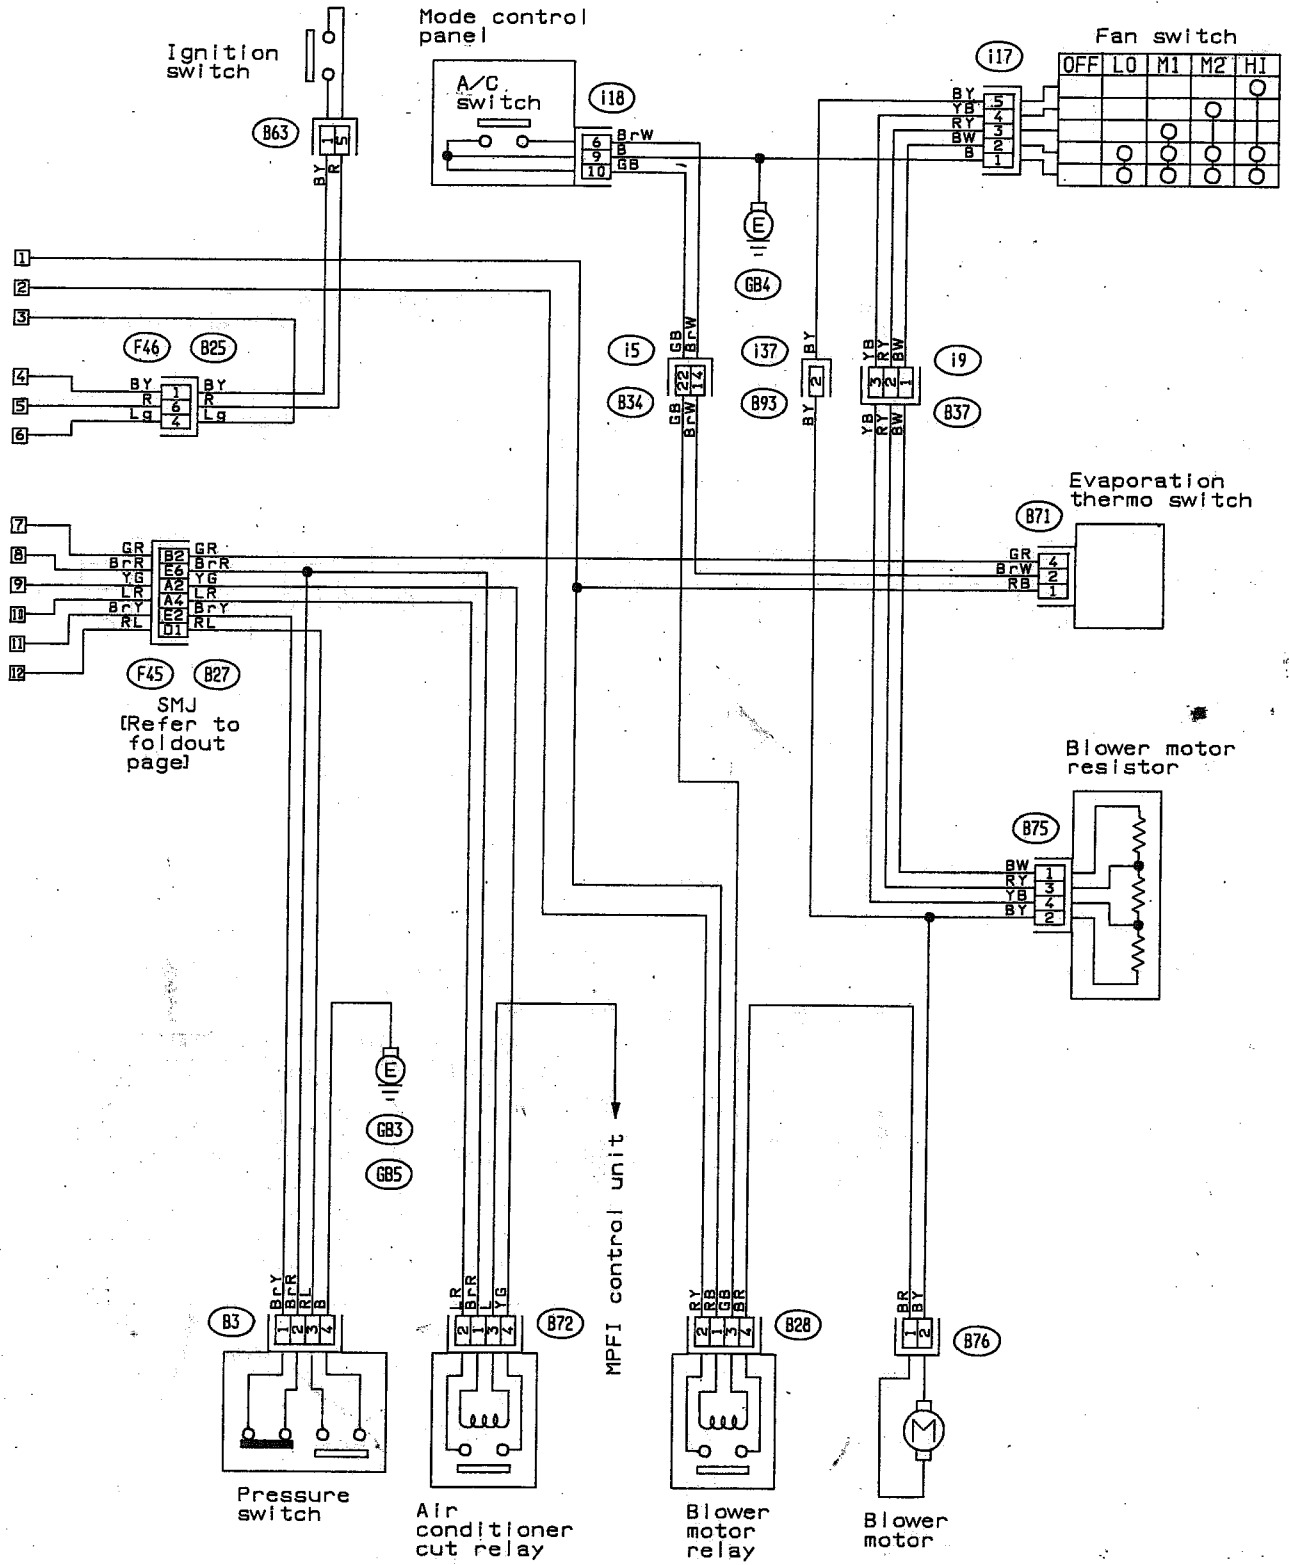 Mode control
panel
Ignition
switch
Fan switch
i17
OFF LO M1 M2 HI
A/C
switch
i18
B63
1 5
BY R
6 BrW
9 B
10 GB
BY 5
YB 4
RY 3
BW 2
B 1
E
GB4
1
2
3
4
5
6
F46 B25
BY 1 BY
R 6 R
Lg 4 Lg
GB BrW
i5
22 14
B34
GB BrW
BY
i37
2
B93
BY
YB RY BW
i9
3 2 1
B37
YB RY BW
Evaporation
thermo switch
B71
GR 4
BrW 2
RB 1
7
8
9
10
11
12
GR B2 GR
BrR E6 BrR
YG A2 YG
LR A4 LR
BrY E2 BrY
RL D1 RL
F45 B27
SMJ
[Refer to
foldout
page]
Blower motor
resistor
B75
BW 1
RY 3
YB 4
BY 2
E
GB3
GB5
MPFI control unit
BrY BrR RL B
B3
1 2 3 4
LR BrR L YG
B72
2 1 3 4
RY RB GB BR
B28
2 1 3 4
BR BY
B76
1 2
M
Pressure
switch
Air
conditioner
cut relay
Blower
motor
relay
Blower
motor